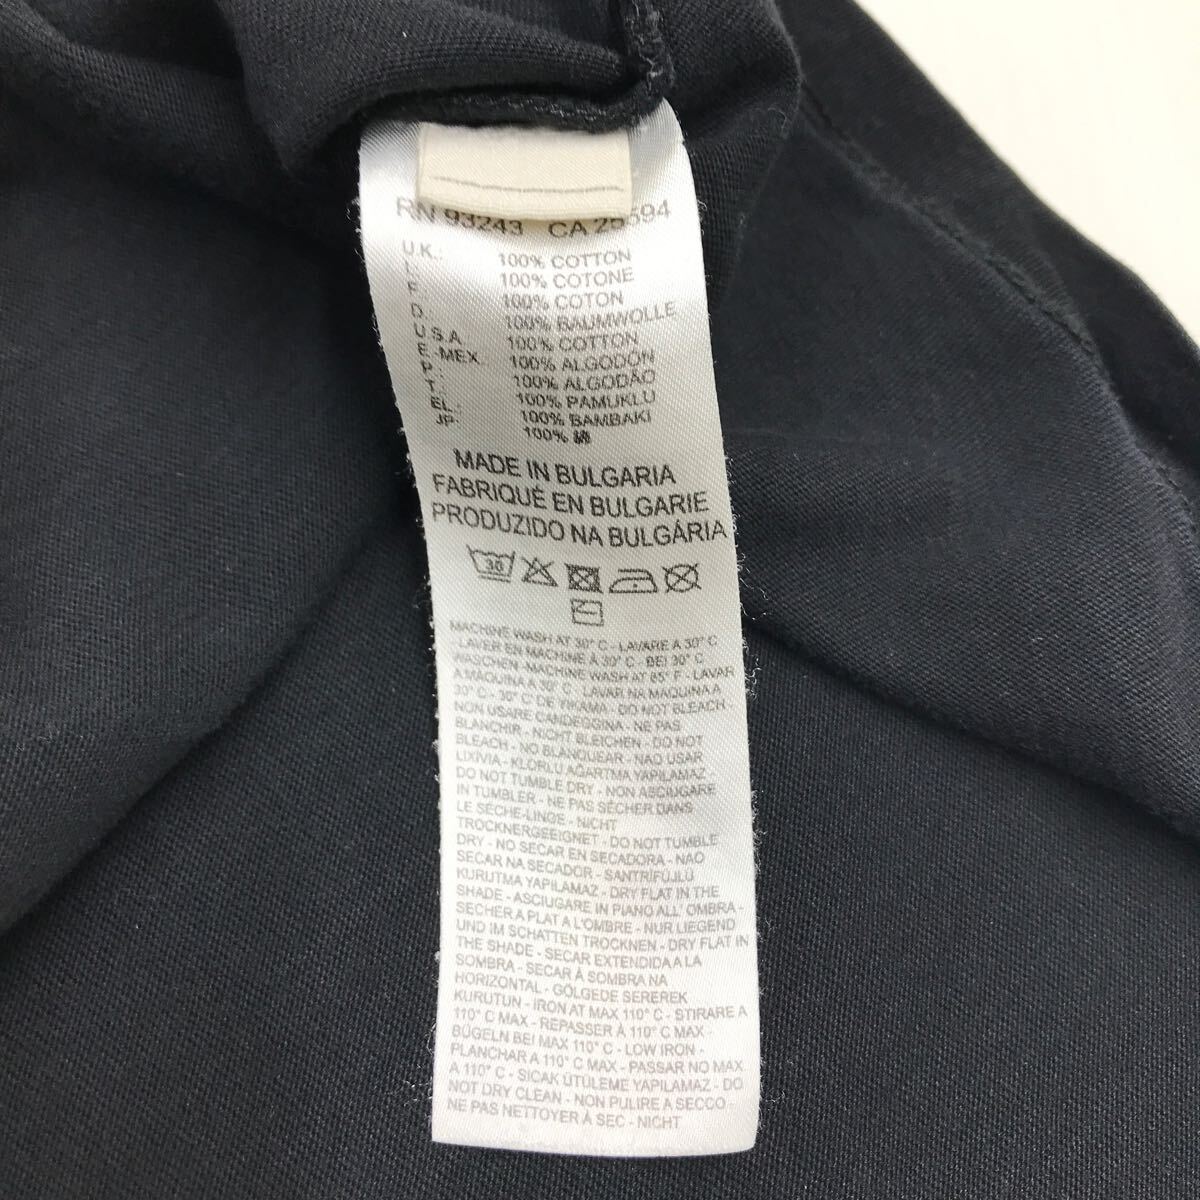 RN 93243 CA 25594
U.K.: 100% COTTON
I. 100% COTONE
F. 100% COTON
D. 100% BAUMWOLLE
U.S.A. 100% COTTON
E.-MEX. 100% ALGODÓN
P. 100% ALGODÃO
T. 100% PAMUKLU
EL.: 100% BAMBAKI
JP. 100% 綿
MADE IN BULGARIA
FABRIQUÉ EN BULGARIE
PRODUZIDO NA BULGÁRIA
30
MACHINE WASH AT 30° C - LAVARE A 30° C
- LAVER EN MACHINE À 30° C - BEI 30° C
WASCHEN - MACHINE WASH AT 85° F - LAVAR
A MAQUINA A 30° C - LAVAR NA MAQUINA A
30° C - 30° C DE YIKAMA - DO NOT BLEACH -
NON USARE CANDEGGINA - NE PAS
BLANCHIR - NICHT BLEICHEN - DO NOT
BLEACH - NO BLANQUEAR - NAO USAR
LIXIVIA - KLORLU AĞARTMA YAPILAMAZ -
DO NOT TUMBLE DRY - NON ASCIUGARE
IN TUMBLER - NE PAS SÉCHER DANS
LE SÈCHE-LINGE - NICHT
TROCKNERGEEIGNET - DO NOT TUMBLE
DRY - NO SECAR EN SECADORA - NAO
SECAR NA SECADOR - SANTRİFÜJLÜ
KURUTMA YAPILAMAZ - DRY FLAT IN THE
SHADE - ASCIUGARE IN PIANO ALL' OMBRA -
SECHER A PLAT A L'OMBRE - NUR LIEGEND
UND IM SCHATTEN TROCKNEN - DRY FLAT IN
THE SHADE - SECAR EXTENDIDA A LA
SOMBRA - SECAR À SOMBRA NA
HORIZONTAL - GÖLGEDE SEREREK
KURUTUN - IRON AT MAX 110° C - STIRARE A
110° C MAX - REPASSER À 110° C MAX -
BÜGELN BEI MAX 110° C - LOW IRON -
PLANCHAR A 110° C MAX - PASSAR NO MAX
A 110° C - SICAK ÜTÜLEME YAPILAMAZ - DO
NOT DRY CLEAN - NON PULIRE A SECCO -
NE PAS NETTOYER À SEC - NICHT